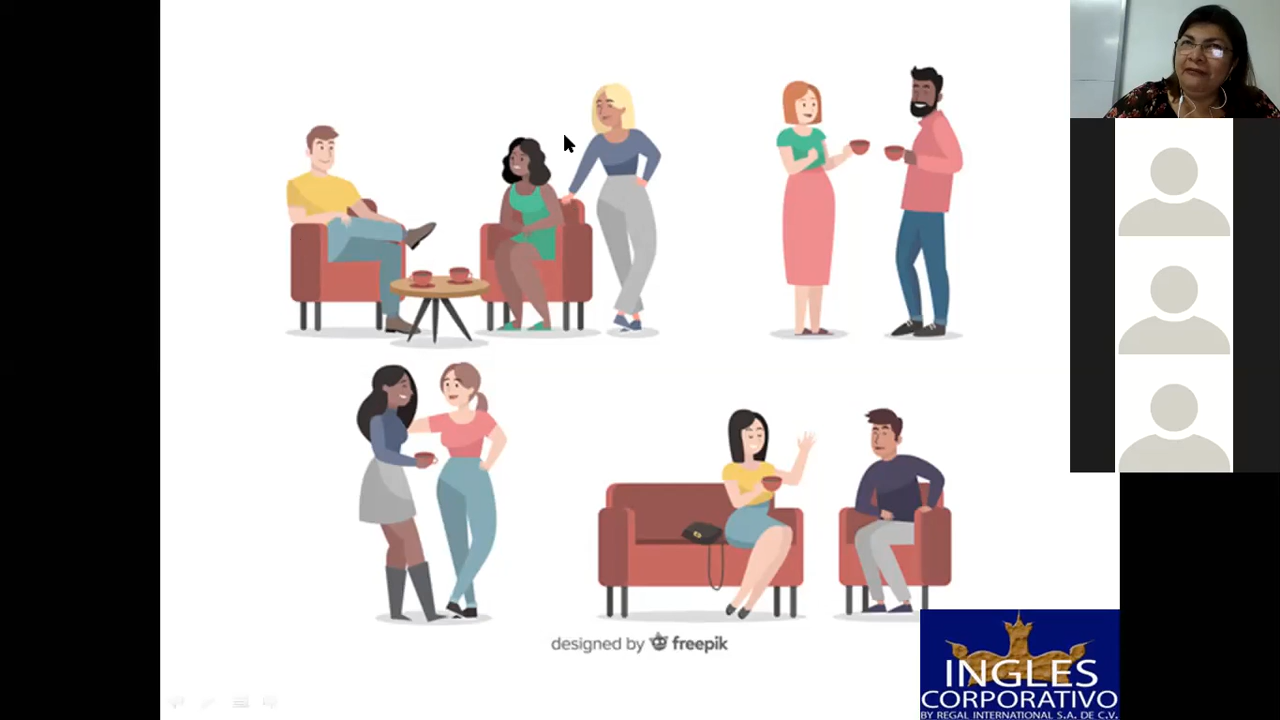 designed by freepik
INGLES
CORPORATIVO
BY REGAL INTERNATIONAL S.A. DE C.V.